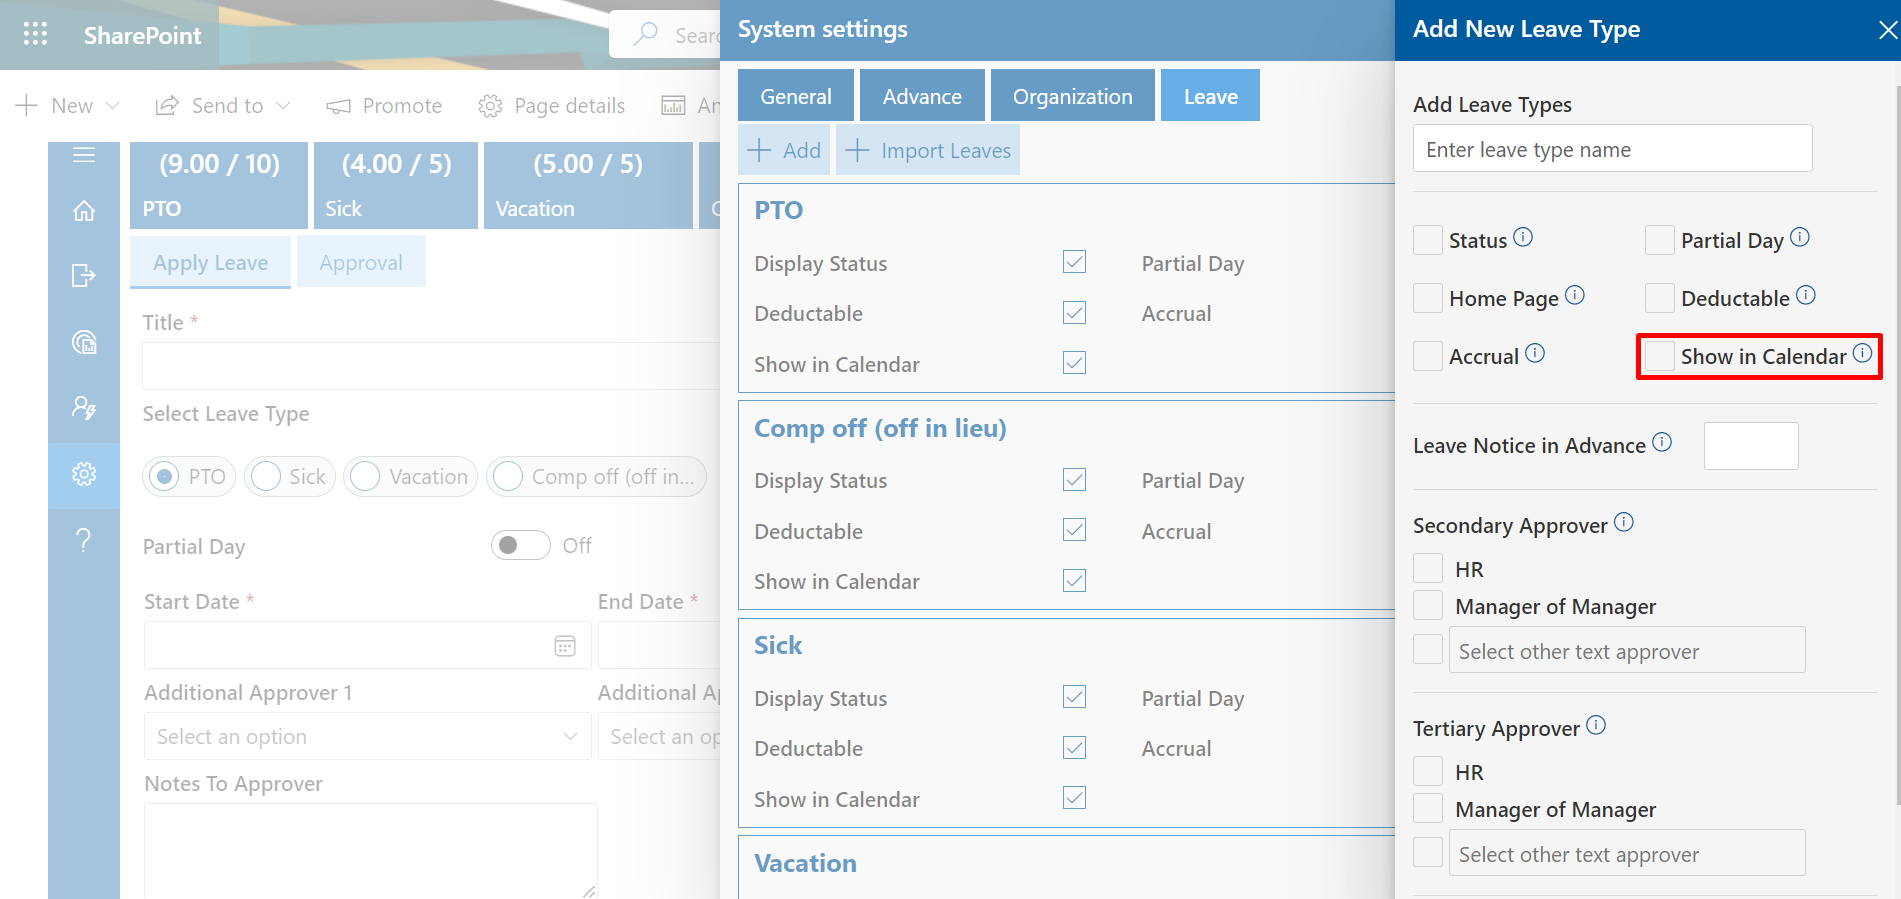 SharePoint
Sear
New
Send to
Promote
Page details
An
(9.00 / 10)
PTO
(4.00 / 5)
Sick
(5.00 / 5)
Vacation
Apply Leave
Approval
Title *
Select Leave Type
PTO
Sick
Vacation
Comp off (off in...
Partial Day
Off
Start Date *
End Date *
Additional Approver 1
Additional Ap
Select an option
Select an op
Notes To Approver
System settings
General
Advance
Organization
Leave
Add
Import Leaves
PTO
Display Status
Partial Day
Deductable
Accrual
Show in Calendar
Comp off (off in lieu)
Display Status
Partial Day
Deductable
Accrual
Show in Calendar
Sick
Display Status
Partial Day
Deductable
Accrual
Show in Calendar
Vacation
Add New Leave Type
Add Leave Types
Enter leave type name
Status
Partial Day
Home Page
Deductable
Accrual
Show in Calendar
Leave Notice in Advance
Secondary Approver
HR
Manager of Manager
Select other text approver
Tertiary Approver
HR
Manager of Manager
Select other text approver